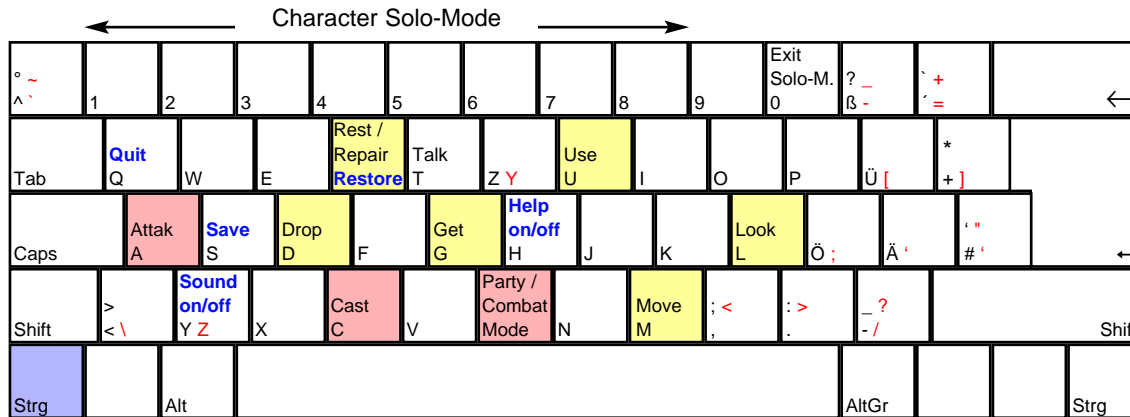 Character Solo-Mode
Exit
° ~ Solo-M. ? _ ` +
^ ` 1 2 3 4 5 6 7 8 9 0 ß - ´ = ←
Rest /
Quit Repair Talk Use *
Tab Q W E Restore T Z Y U I O P Ü [ + ]
Help
Attak Save Drop Get on/off Look ‘ "
Caps A S D F G H J K L Ö ; Ä ‘ # ‘ ←
Sound Party /
> on/off Cast Combat Move ; < : > _ ?
Shift < \ Y Z X C V Mode N M , . - / Shift
Strg Alt AltGr Strg